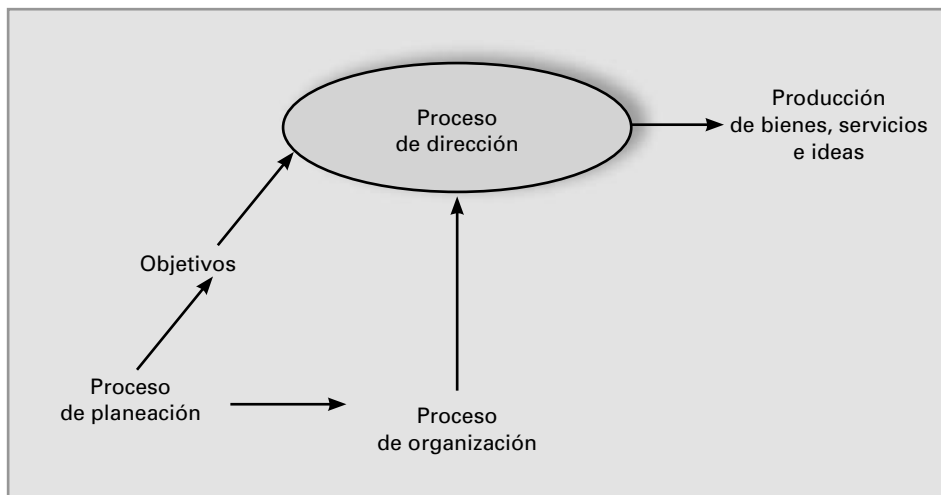 Proceso
de dirección
Producción
de bienes, servicios
e ideas
Objetivos
Proceso
de planeación
Proceso
de organización